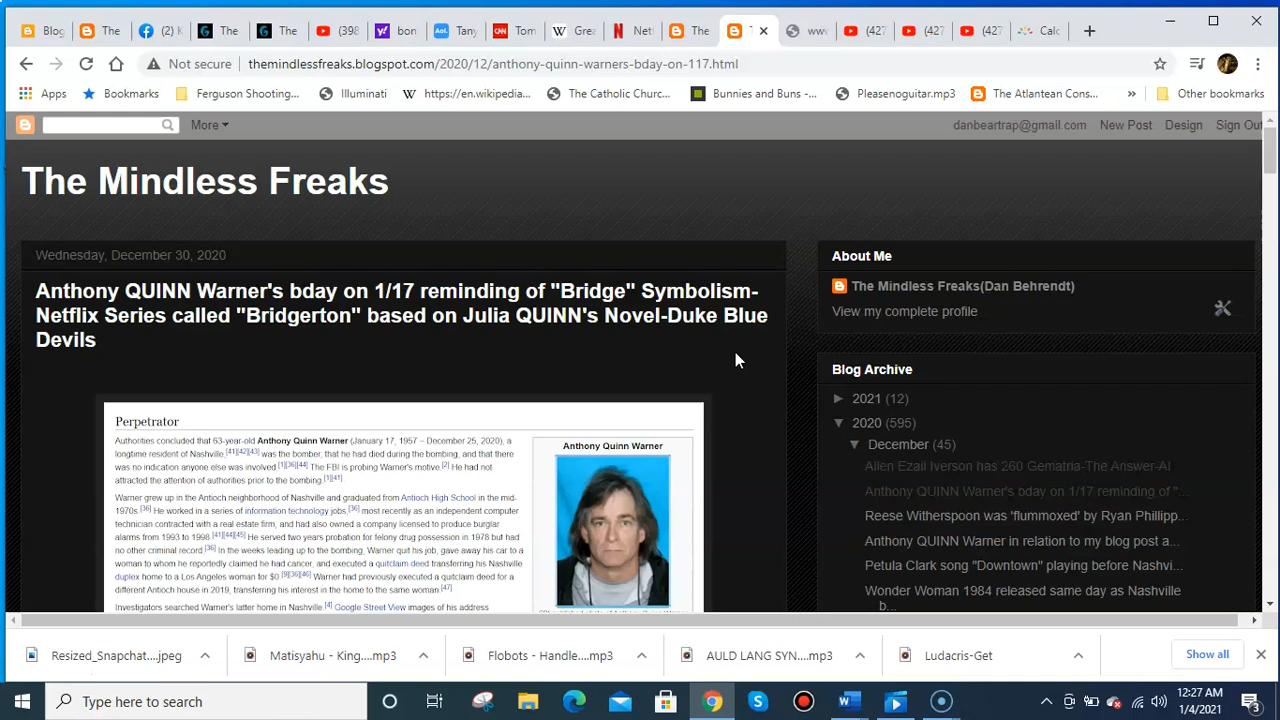 Blog
The
(2) K
The
The
(398
bon
Tany
Tom
Grea
Netf
The
T
www
(427
(427
(427
Calc
Not secure
themindlessfreaks.blogspot.com/2020/12/anthony-quinn-warners-bday-on-117.html
Apps
Bookmarks
Ferguson Shooting...
Illuminati
https://en.wikipedia...
The Catholic Churc...
Bunnies and Buns -...
Pleasenoguitar.mp3
The Atlantean Cons...
»
Other bookmarks
More
danbeartrap@gmail.com
New Post
Design
Sign Out
The Mindless Freaks
Wednesday, December 30, 2020
Anthony QUINN Warner's bday on 1/17 reminding of "Bridge" Symbolism-
Netflix Series called "Bridgerton" based on Julia QUINN's Novel-Duke Blue
Devils
Perpetrator
Authorities concluded that 63-year-old Anthony Quinn Warner (January 17, 1957 – December 25, 2020), a
longtime resident of Nashville,[41][42][43] was the bomber, that he had died during the bombing, and that there
was no indication anyone else was involved.[1][36][44] The FBI is probing Warner's motive.[2] He had not
attracted the attention of authorities prior to the bombing.[1][41]
Warner grew up in the Antioch neighborhood of Nashville and graduated from Antioch High School in the mid-
1970s.[36] He worked in a series of information technology jobs,[36] most recently as an independent computer
technician contracted with a real estate firm, and had also owned a company licensed to produce burglar
alarms from 1993 to 1998.[41][44][45] He served two years probation for felony drug possession in 1978 but had
no other criminal record.[36] In the weeks leading up to the bombing, Warner quit his job, gave away his car to a
woman to whom he reportedly claimed he had cancer, and executed a quitclaim deed transferring his Nashville
duplex home to a Los Angeles woman for $0.[9][36][46] Warner had previously executed a quitclaim deed for a
different Antioch house in 2019, transferring his interest in the home to the same woman.[47]
Investigators searched Warner's latter home in Nashville.[4] Google Street View images of his address
Anthony Quinn Warner
About Me
The Mindless Freaks(Dan Behrendt)
View my complete profile
Blog Archive
► 2021 (12)
▼ 2020 (595)
▼ December (45)
Allen Ezail Iverson has 260 Gematria-The Answer-AI
Anthony QUINN Warner's bday on 1/17 reminding of "...
Reese Witherspoon was 'flummoxed' by Ryan Phillipp...
Anthony QUINN Warner in relation to my blog post a...
Petula Clark song "Downtown" playing before Nashvi...
Wonder Woman 1984 released same day as Nashville
b...
Resized_Snapchat....jpeg
Matisyahu - King....mp3
Flobots - Handle....mp3
AULD LANG SYN....mp3
Ludacris-Get
Show all
Type here to search
12:27 AM
1/4/2021
3